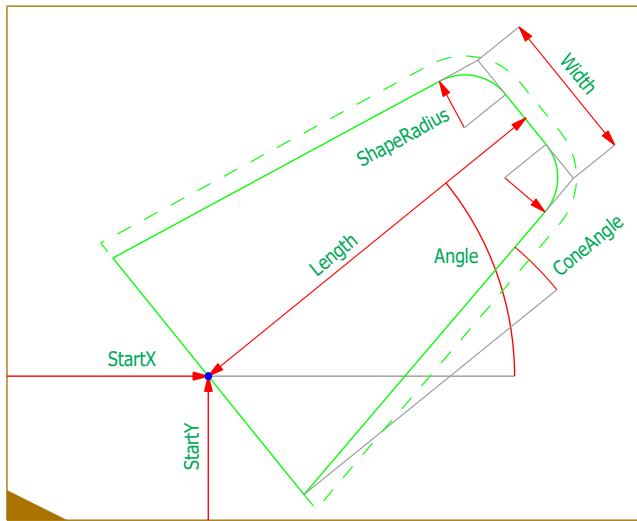 Width
ShapeRadius
Length
Angle
ConeAngle
StartX
StartY